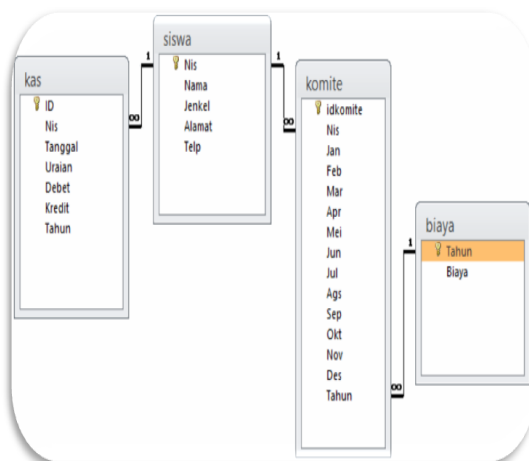 kas
ID
Nis
Tanggal
Uraian
Debet
Kredit
Tahun
1
∞
siswa
Nis
Nama
Jenkel
Alamat
Telp
1
∞
komite
idkomite
Nis
Jan
Feb
Mar
Apr
Mei
Jun
Jul
Ags
Sep
Okt
Nov
Des
Tahun
1
∞
biaya
Tahun
Biaya